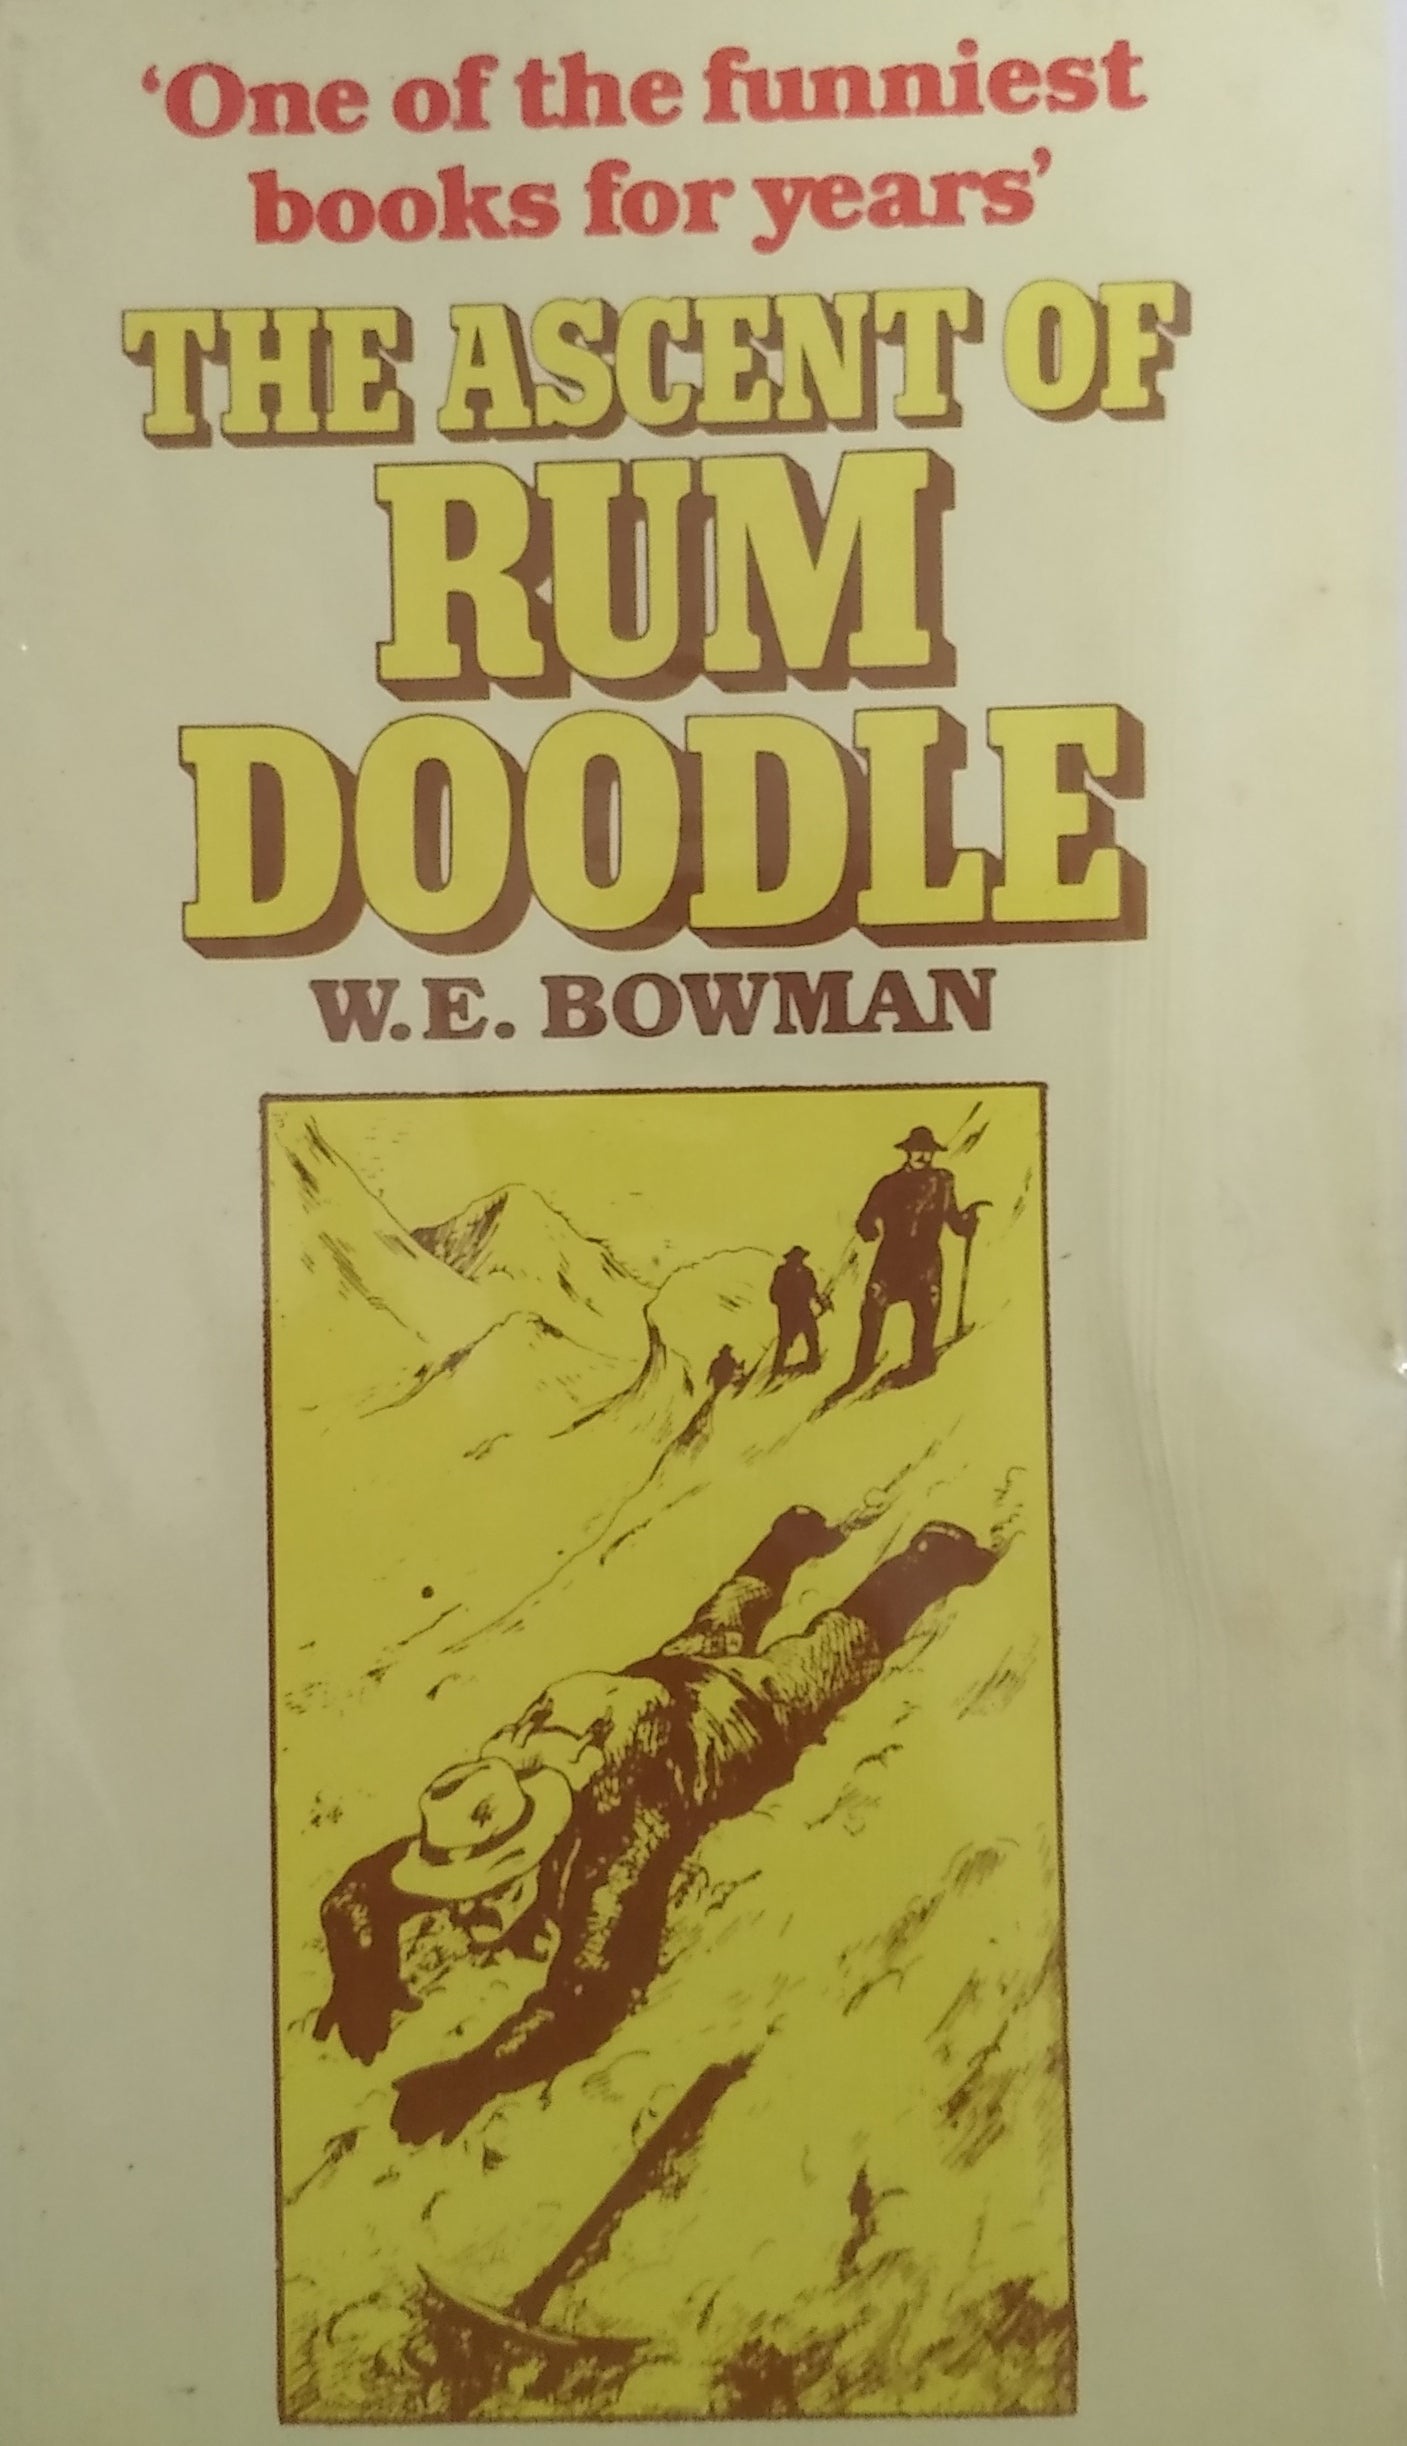 ‘One of the funniest
books for years’
THE ASCENT OF
RUM
DOODLE
W.E. BOWMAN